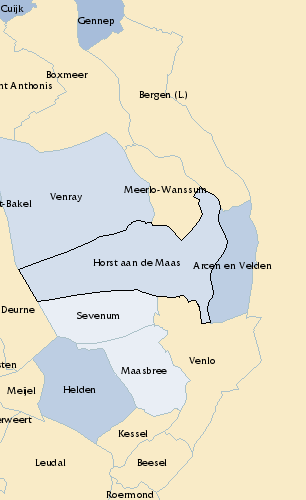 Cuijk
Gennep
Boxmeer
nt Anthonis
Bergen (L.)
Meerlo-Wanssum
Venray
t-Bakel
Horst aan de Maas
Arcen en Velden
Deurne
Sevenum
Venlo
sten
Maasbree
Meijel
Helden
erweert
Kessel
Leudal
Beesel
Roermond